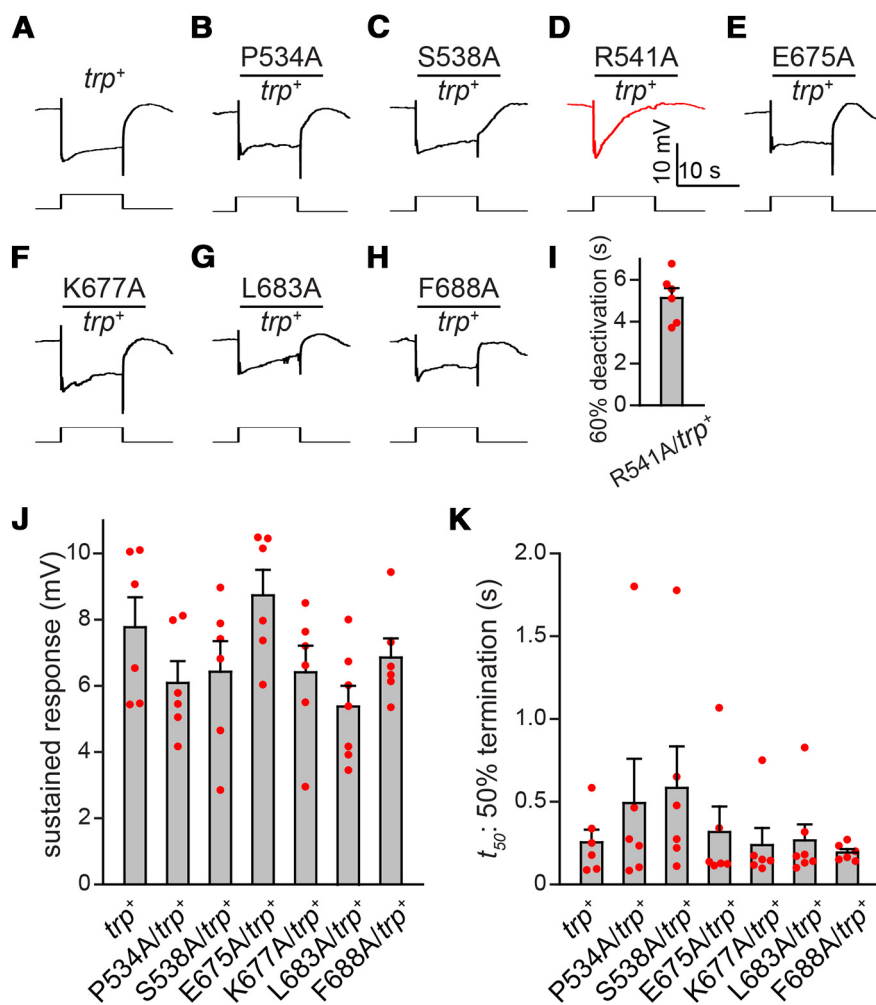 A B C D E
P534A S538A R541A E675A
trp+ trp+ trp+ trp+ trp+
10 mV
10 s
F G H I
K677A L683A F688A
trp+ trp+ trp+
60% deactivation (s)
6
4
2
0
R541A/trp+
J
sustained response (mV)
10
8
6
4
2
0
trp+
P534A/trp+
S538A/trp+
E675A/trp+
K677A/trp+
L683A/trp+
F688A/trp+
K
t50: 50% termination (s)
2.0
1.5
1.0
0.5
0
trp+
P534A/trp+
S538A/trp+
E675A/trp+
K677A/trp+
L683A/trp+
F688A/trp+